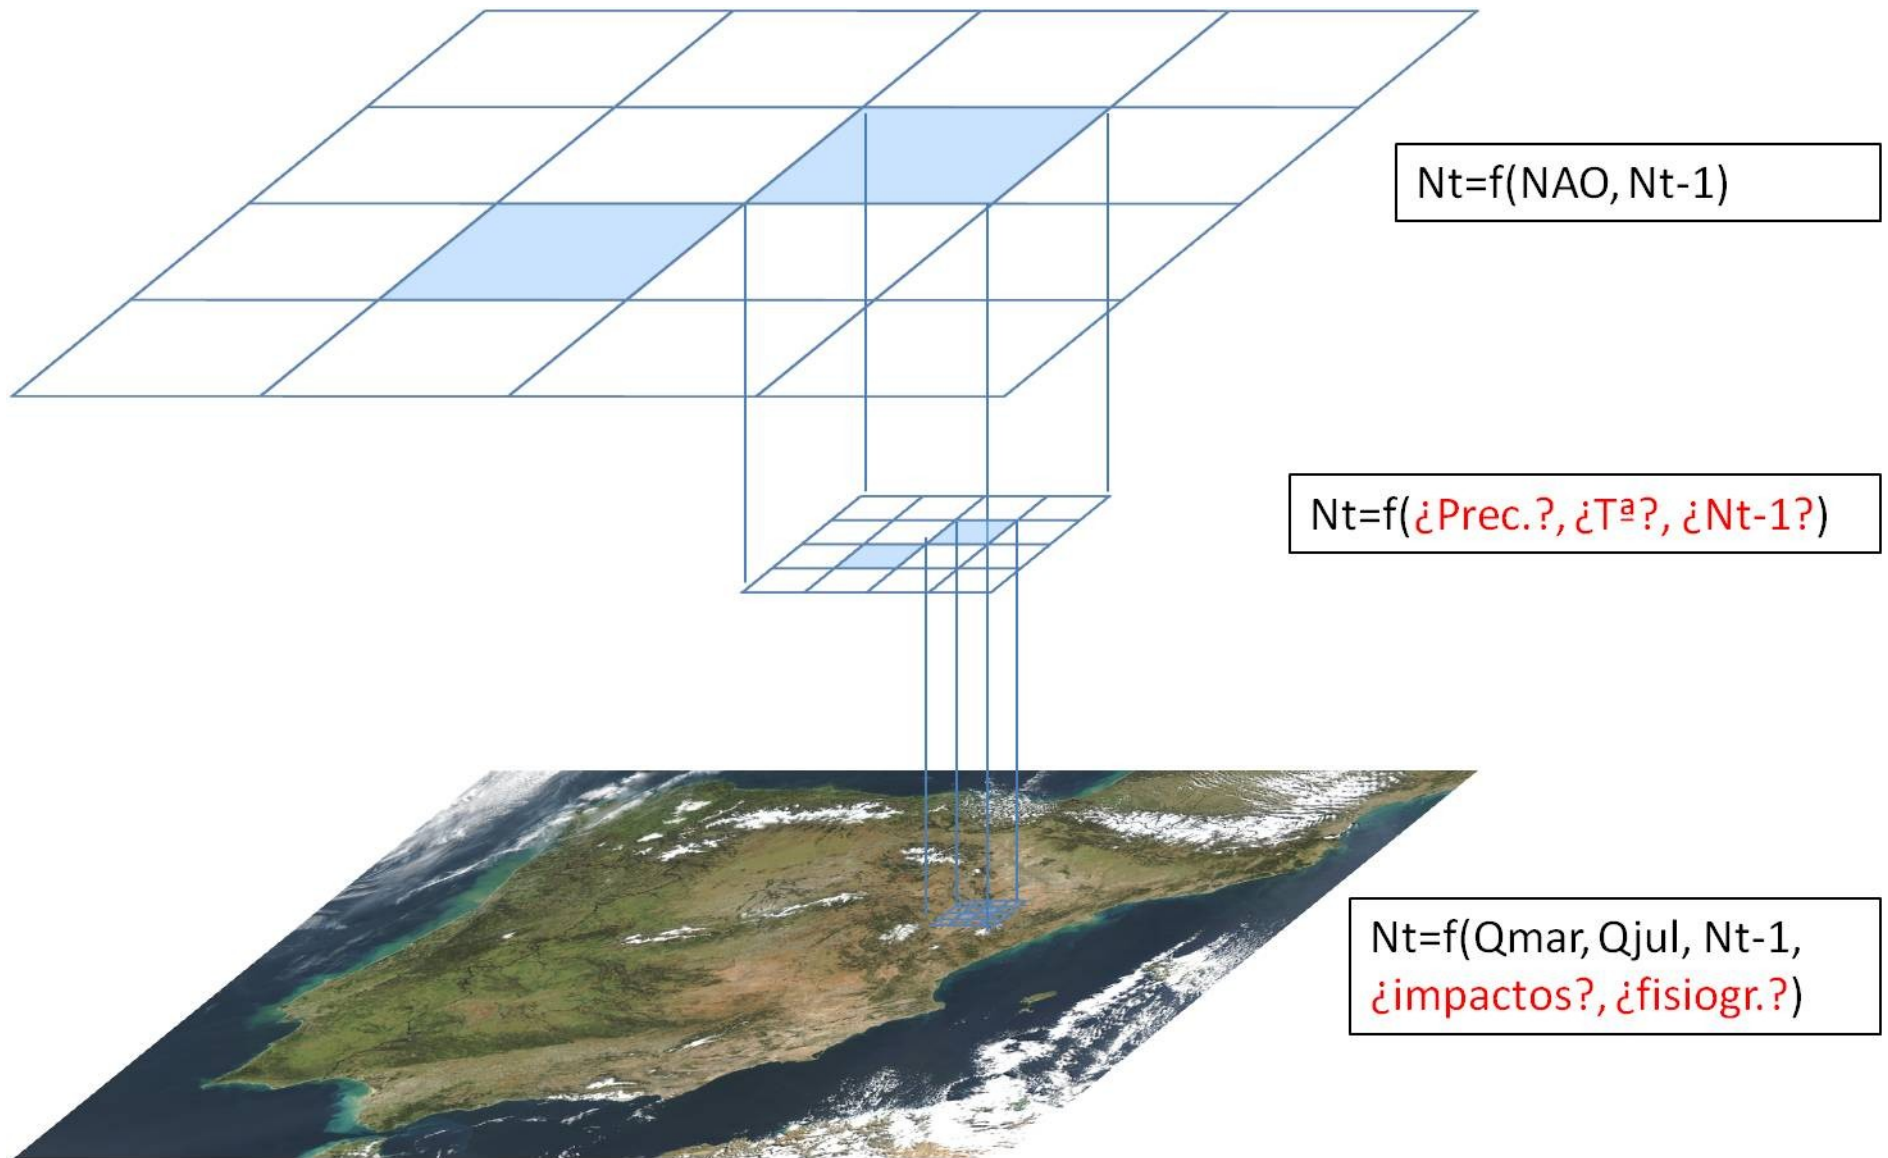 Nt=f(NAO, Nt-1)
Nt=f(¿Prec.?, ¿Tª?, ¿Nt-1?)
Nt=f(Qmar, Qjul, Nt-1,
¿impactos?, ¿fisiogr.?)